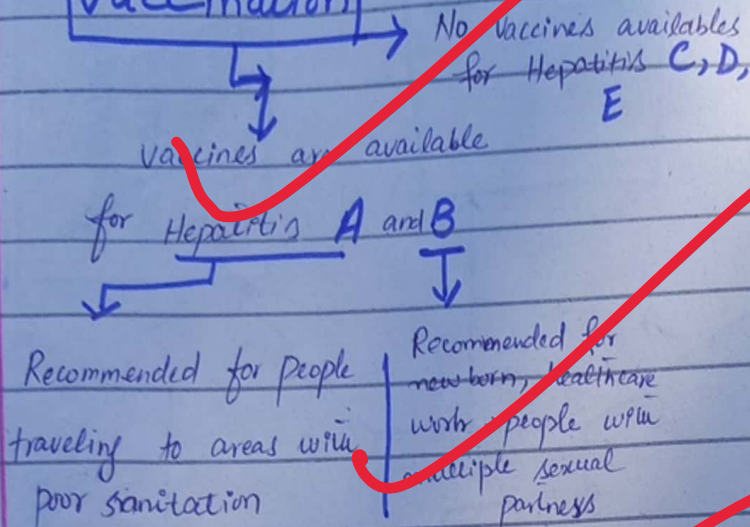 Vaccination
No Vaccines availables
for Hepatitis C, D,
E
Vaccines are available
for Hepatitis A and B
Recommended for people
traveling to areas with
poor sanitation
Recommended for
new born, healthcare
work people with
multiple sexual
partness